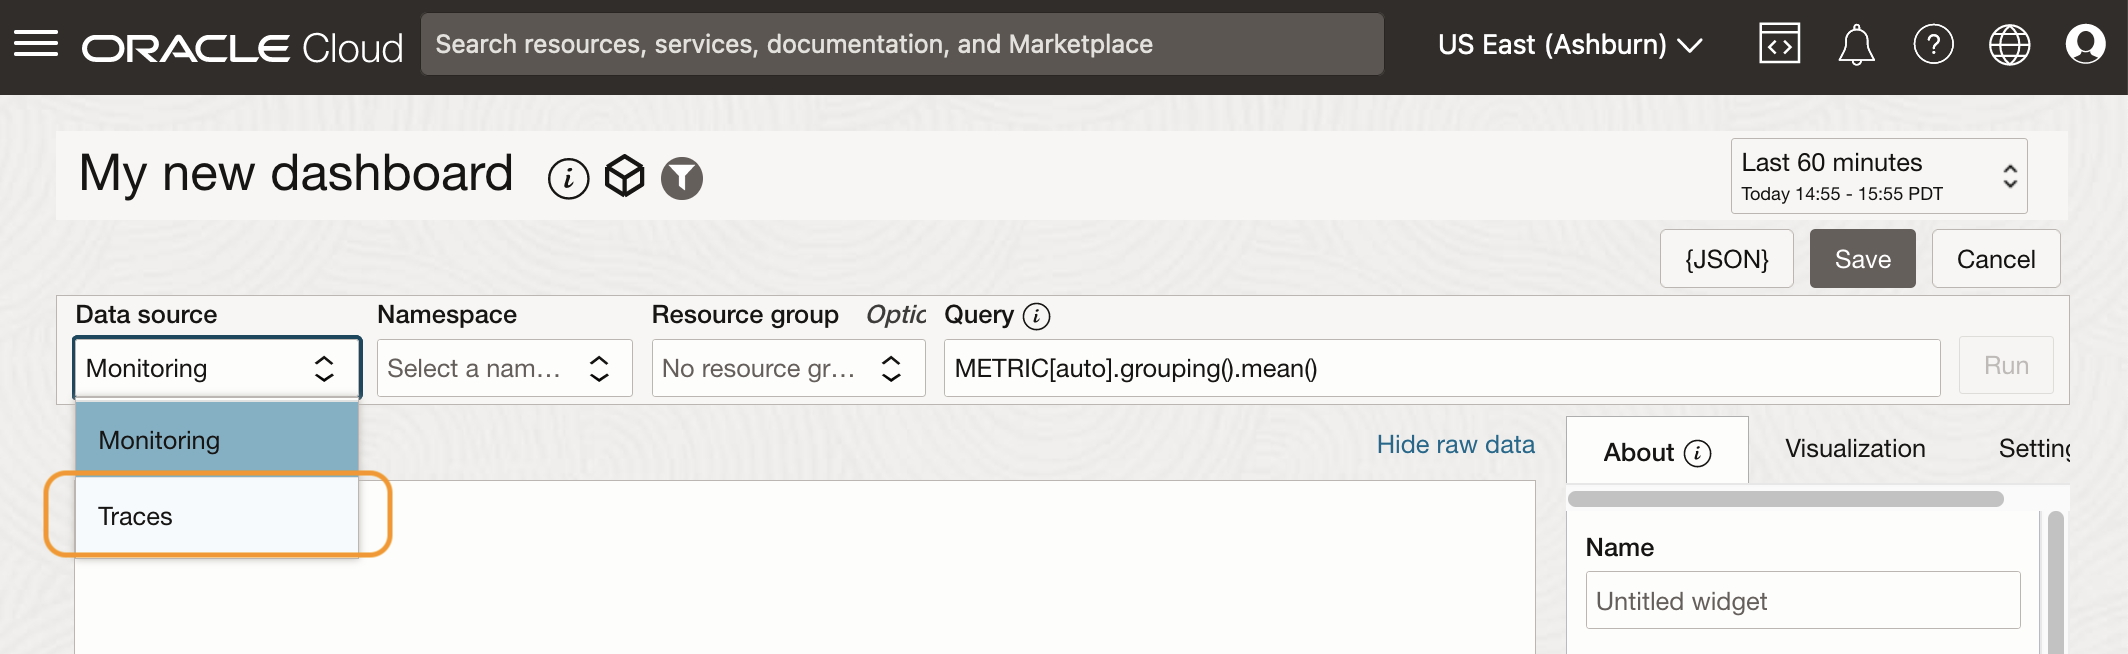 ORACLE Cloud
Search resources, services, documentation, and Marketplace
US East (Ashburn)
My new dashboard
Last 60 minutes
Today 14:55 - 15:55 PDT
{JSON}
Save
Cancel
Data source
Namespace
Resource group
Optic
Query
Monitoring
Select a nam...
No resource gr...
METRIC[auto].grouping().mean()
Run
Monitoring
Traces
Hide raw data
About
Visualization
Setting
Name
Untitled widget